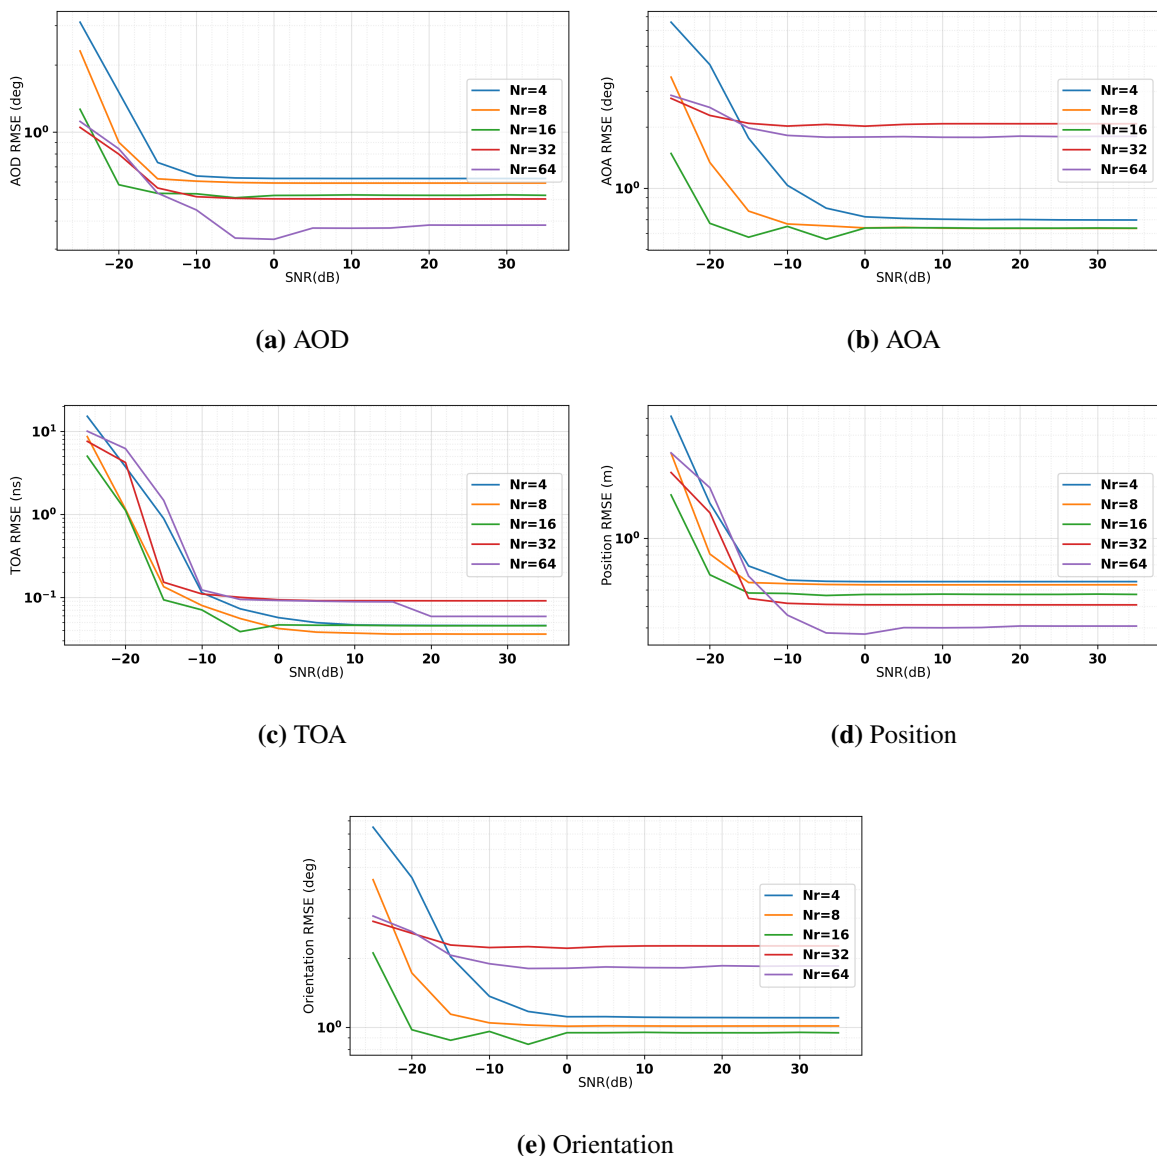 AOD RMSE (deg)
10⁰
Nr=4
Nr=8
Nr=16
Nr=32
Nr=64
−20 −10 0 10 20 30
SNR(dB)
(a) AOD
AOA RMSE (deg)
10⁰
Nr=4
Nr=8
Nr=16
Nr=32
Nr=64
−20 −10 0 10 20 30
SNR(dB)
(b) AOA
TOA RMSE (ns)
10¹
10⁰
10⁻¹
Nr=4
Nr=8
Nr=16
Nr=32
Nr=64
−20 −10 0 10 20 30
SNR(dB)
(c) TOA
Position RMSE (m)
10⁰
Nr=4
Nr=8
Nr=16
Nr=32
Nr=64
−20 −10 0 10 20 30
SNR(dB)
(d) Position
Orientation RMSE (deg)
10⁰
Nr=4
Nr=8
Nr=16
Nr=32
Nr=64
−20 −10 0 10 20 30
SNR(dB)
(e) Orientation